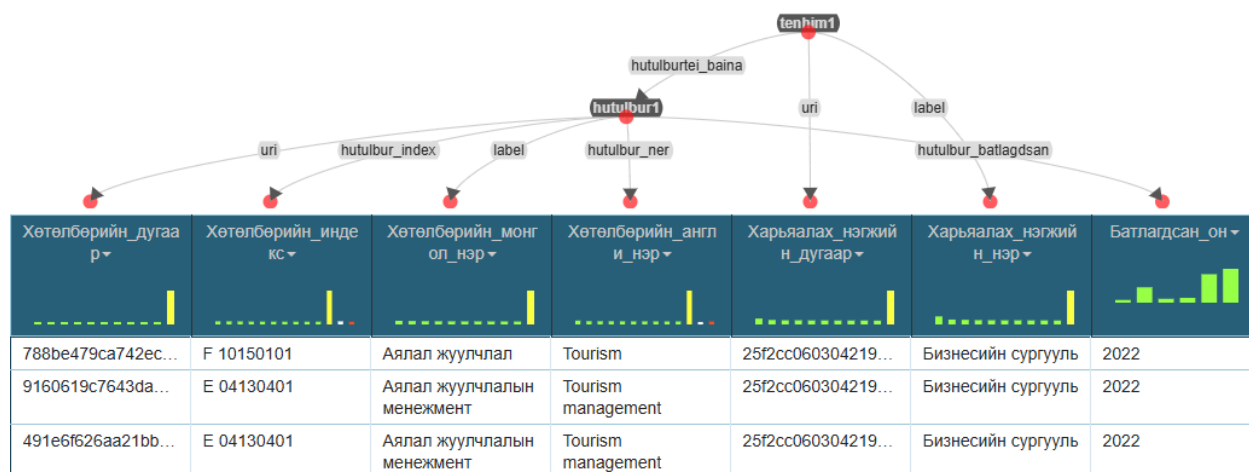 tenhim1
hutulburtei_baina
hutulbur1
uri
label
uri
hutulbur_index
label
hutulbur_ner
hutulbur_batlagdsan
Хөтөлбөрийн_дугаа
р
Хөтөлбөрийн_инде
кс
Хөтөлбөрийн_монг
ол_нэр
Хөтөлбөрийн_англ
и_нэр
Харьяалах_нэгжий
н_дугаар
Харьяалах_нэгжий
н_нэр
Батлагдсан_он
788be479ca742ec...
F 10150101
Аялал жуулчлал
Tourism
25f2cc060304219...
Бизнесийн сургууль
2022
9160619c7643da...
E 04130401
Аялал жуулчлалын
менежмент
Tourism
management
25f2cc060304219...
Бизнесийн сургууль
2022
491e6f626aa21bb...
E 04130401
Аялал жуулчлалын
менежмент
Tourism
management
25f2cc060304219...
Бизнесийн сургууль
2022